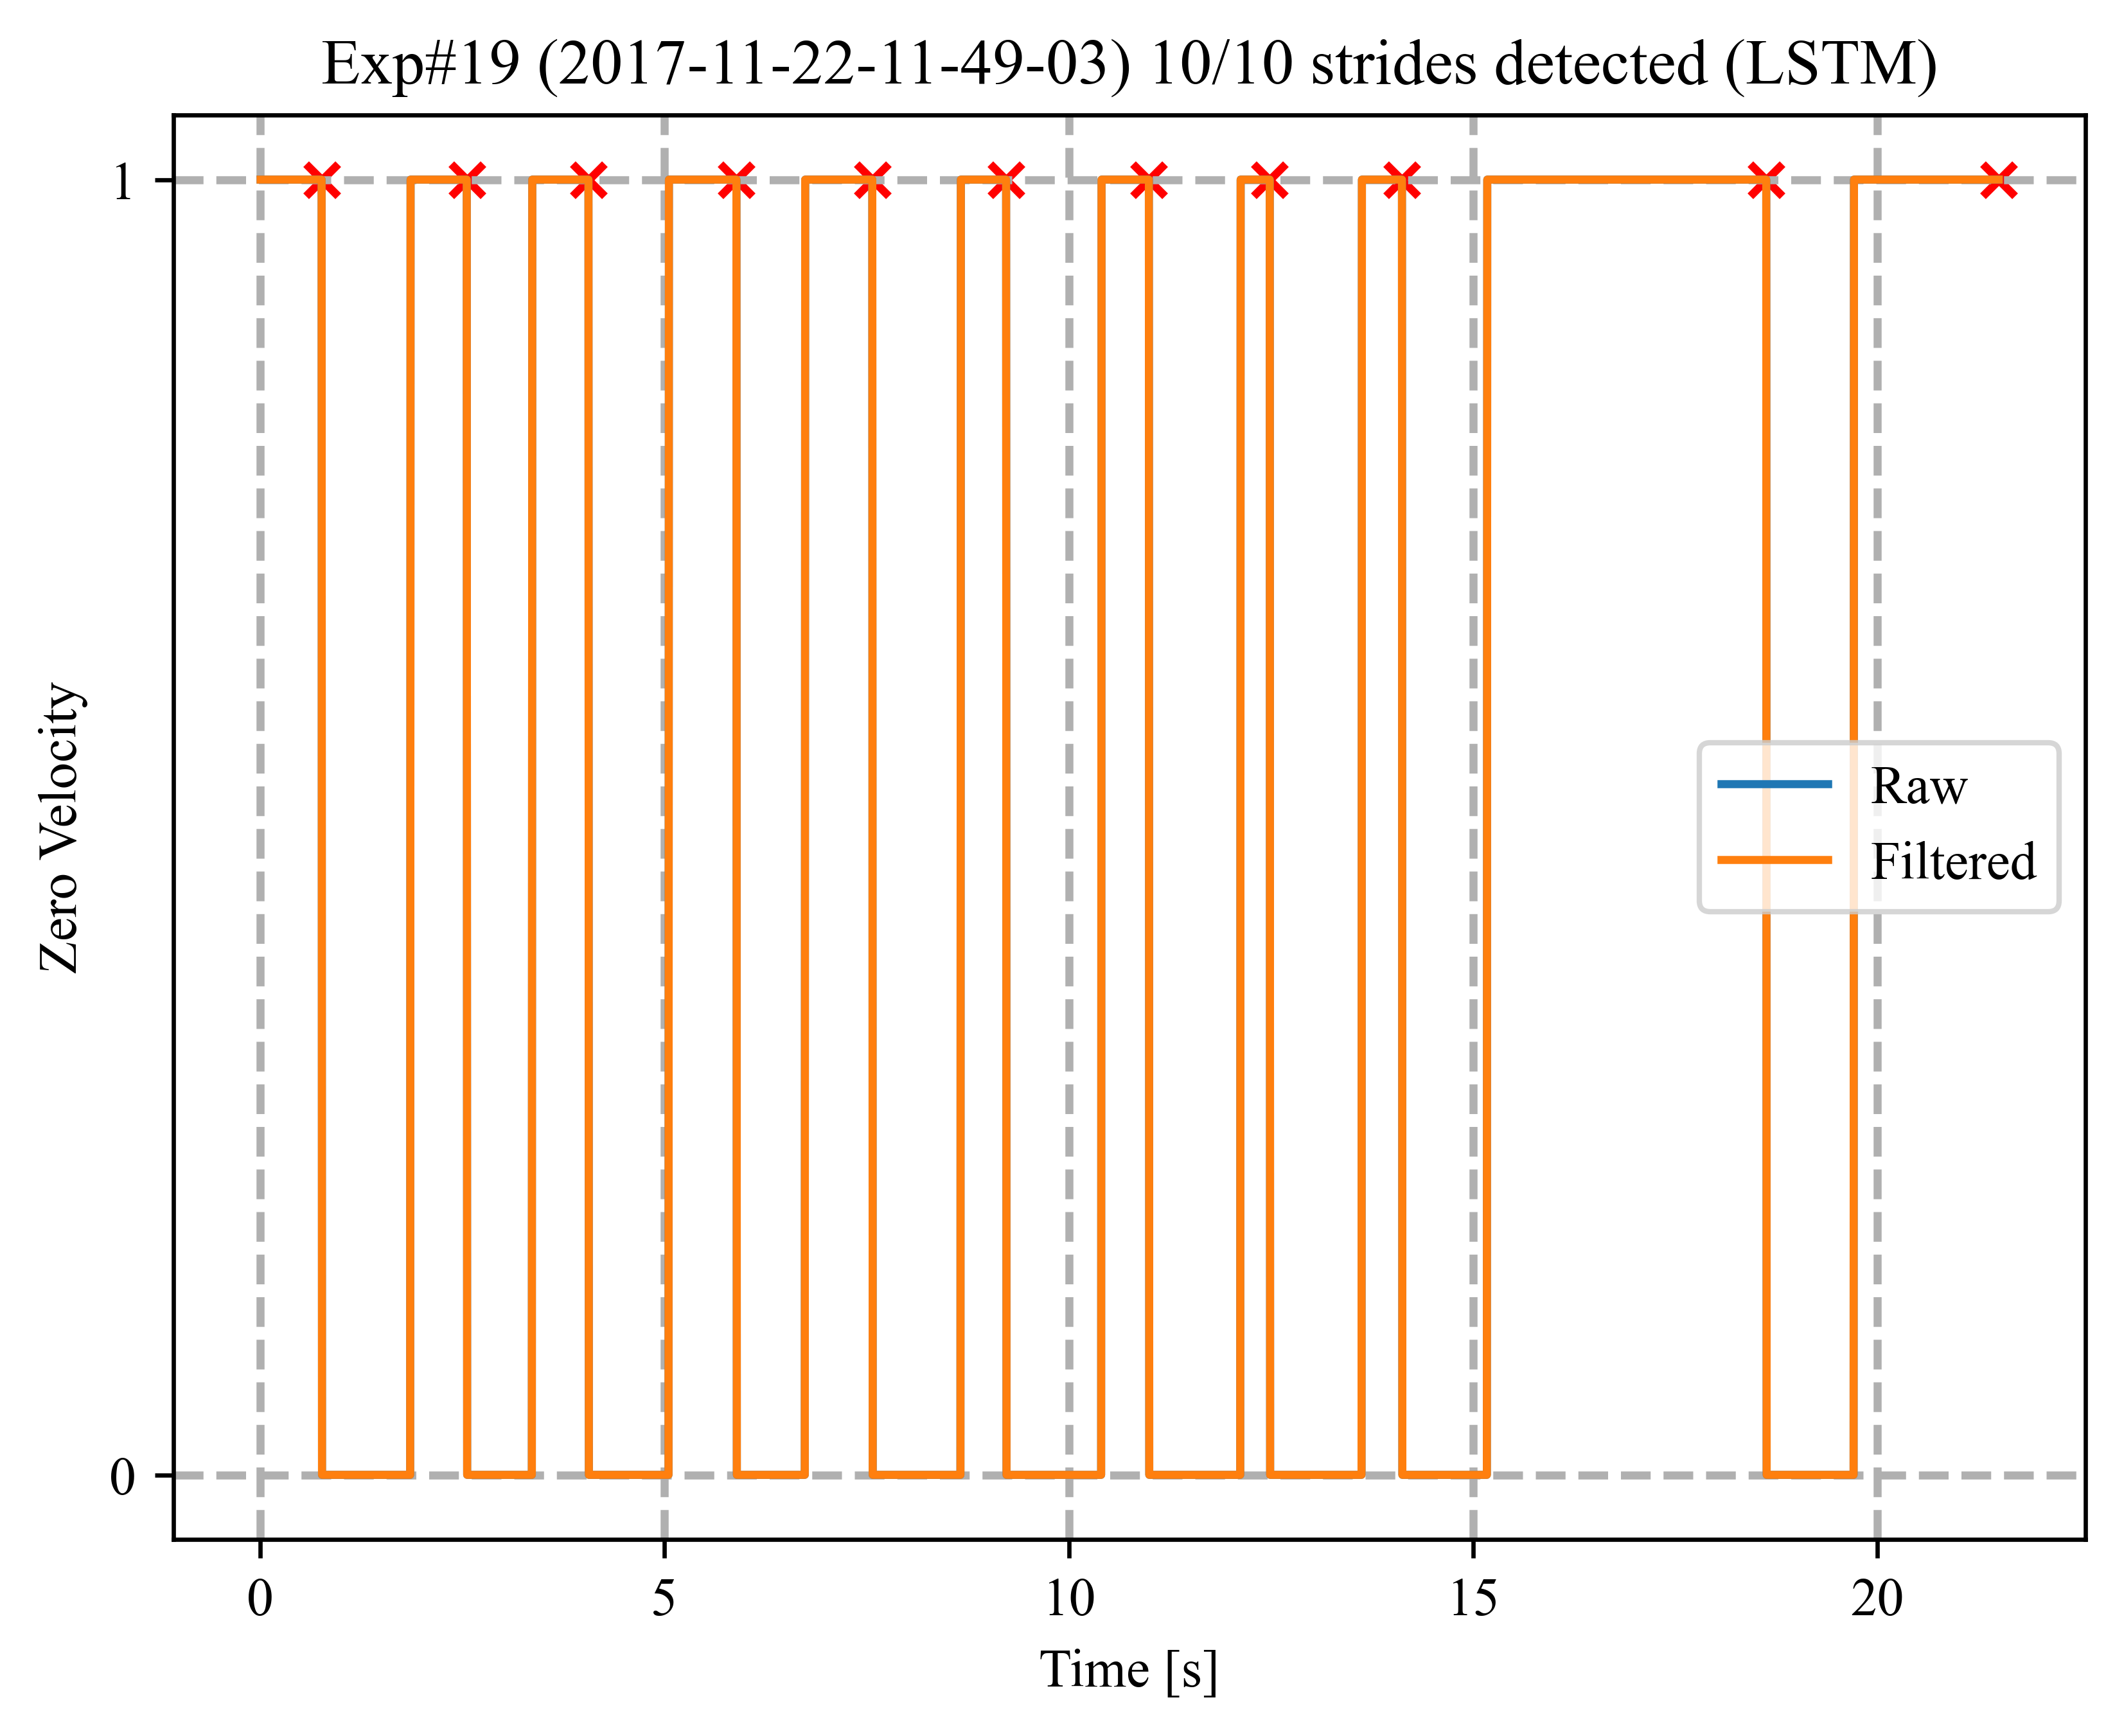 Exp#19 (2017-11-22-11-49-03) 10/10 strides detected (LSTM)
1
Zero Velocity
Raw
Filtered
0
0 5 10 15 20
Time [s]